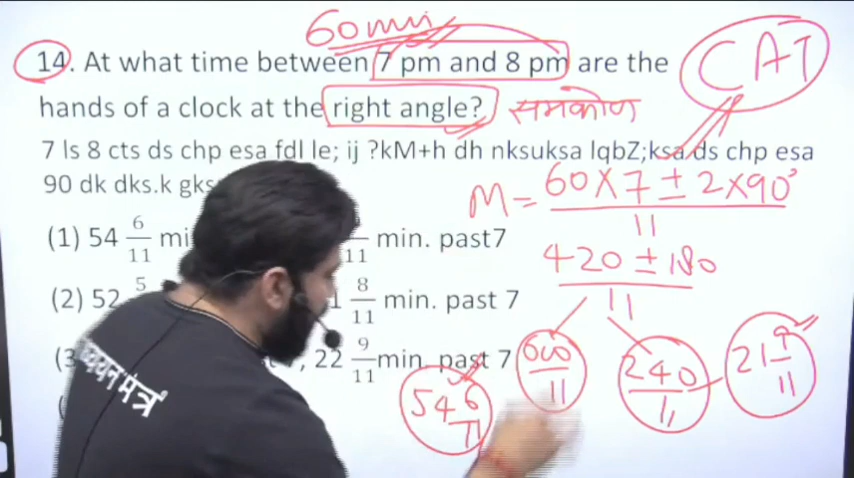 60 min
14. At what time between 7 pm and 8 pm are the
CAT
hands of a clock at the right angle? समकोण
7 ls 8 cts ds chp esa fdl le; ij ?kM+h dh nksuksa lqbZ;ksa ds chp esa
90 dk dks.k
M = 60 × 7 ± 2 × 90° / 11
(1) 54 6/11 /11 min. past7
420 ± 180 / 11
(2) 52 5 8/11 min. past 7
600/11 240/11 21 9/11
, 22 9/11 min. past 7
54 6/11
ध्ययन मंत्र